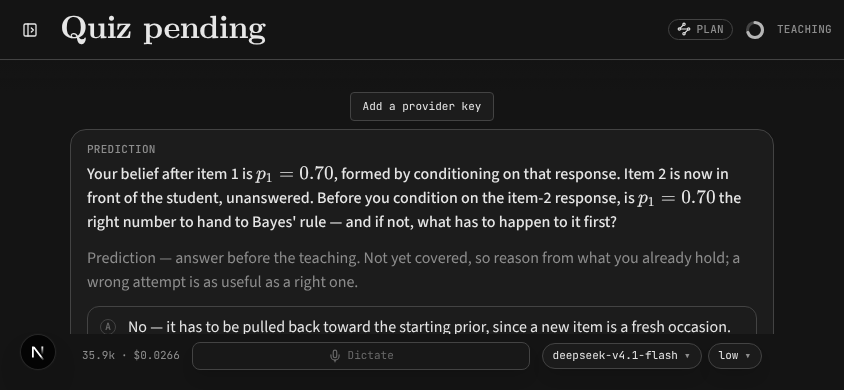 Quiz pending
PLAN
TEACHING
Add a provider key
PREDICTION
Your belief after item 1 is p₁ = 0.70, formed by conditioning on that response. Item 2 is now in
front of the student, unanswered. Before you condition on the item-2 response, is p₁ = 0.70 the
right number to hand to Bayes' rule — and if not, what has to happen to it first?
Prediction — answer before the teaching. Not yet covered, so reason from what you already hold; a
wrong attempt is as useful as a right one.
A No — it has to be pulled back toward the starting prior, since a new item is a fresh occasion.
N
35.9k · $0.0266
Dictate
deepseek-v4.1-flash ▾
low ▾